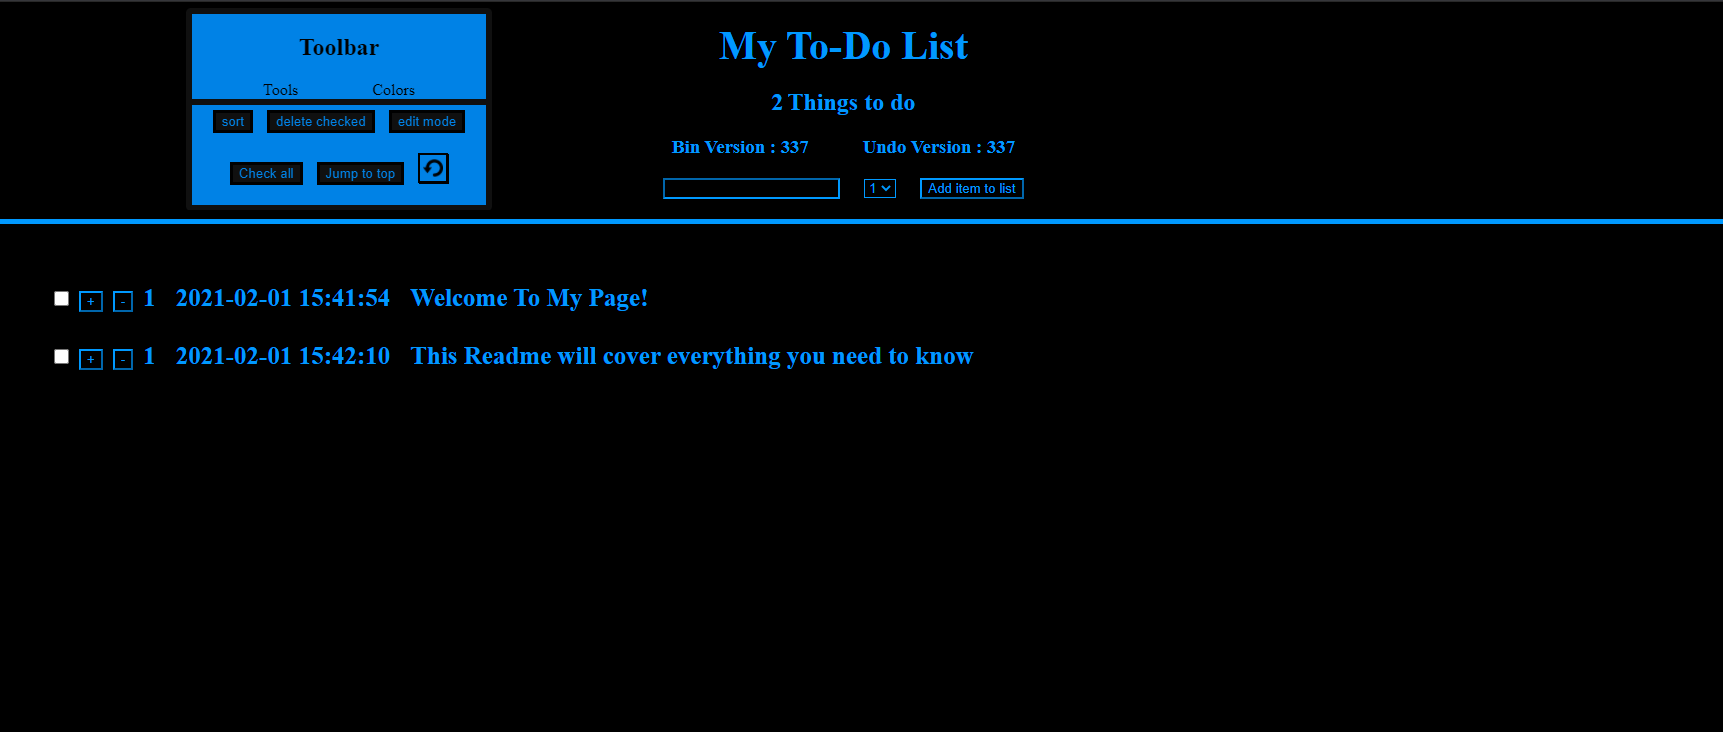 Toolbar
Tools Colors
sort delete checked edit mode
Check all Jump to top
My To-Do List
2 Things to do
Bin Version : 337 Undo Version : 337
1 Add item to list
+ - 1 2021-02-01 15:41:54 Welcome To My Page!
+ - 1 2021-02-01 15:42:10 This Readme will cover everything you need to know